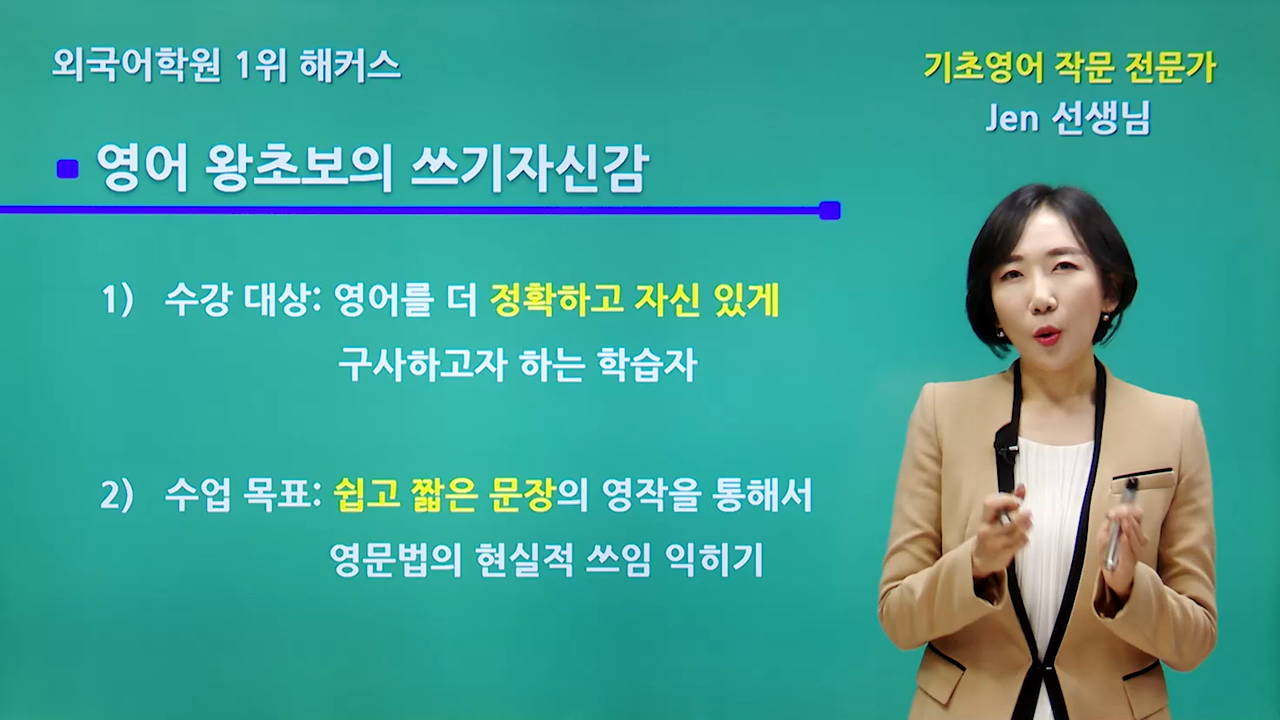 외국어학원 1위 해커스
기초영어 작문 전문가
Jen 선생님
영어 왕초보의 쓰기자신감
1) 수강 대상: 영어를 더 정확하고 자신 있게
구사하고자 하는 학습자
2) 수업 목표: 쉽고 짧은 문장의 영작을 통해서
영문법의 현실적 쓰임 익히기